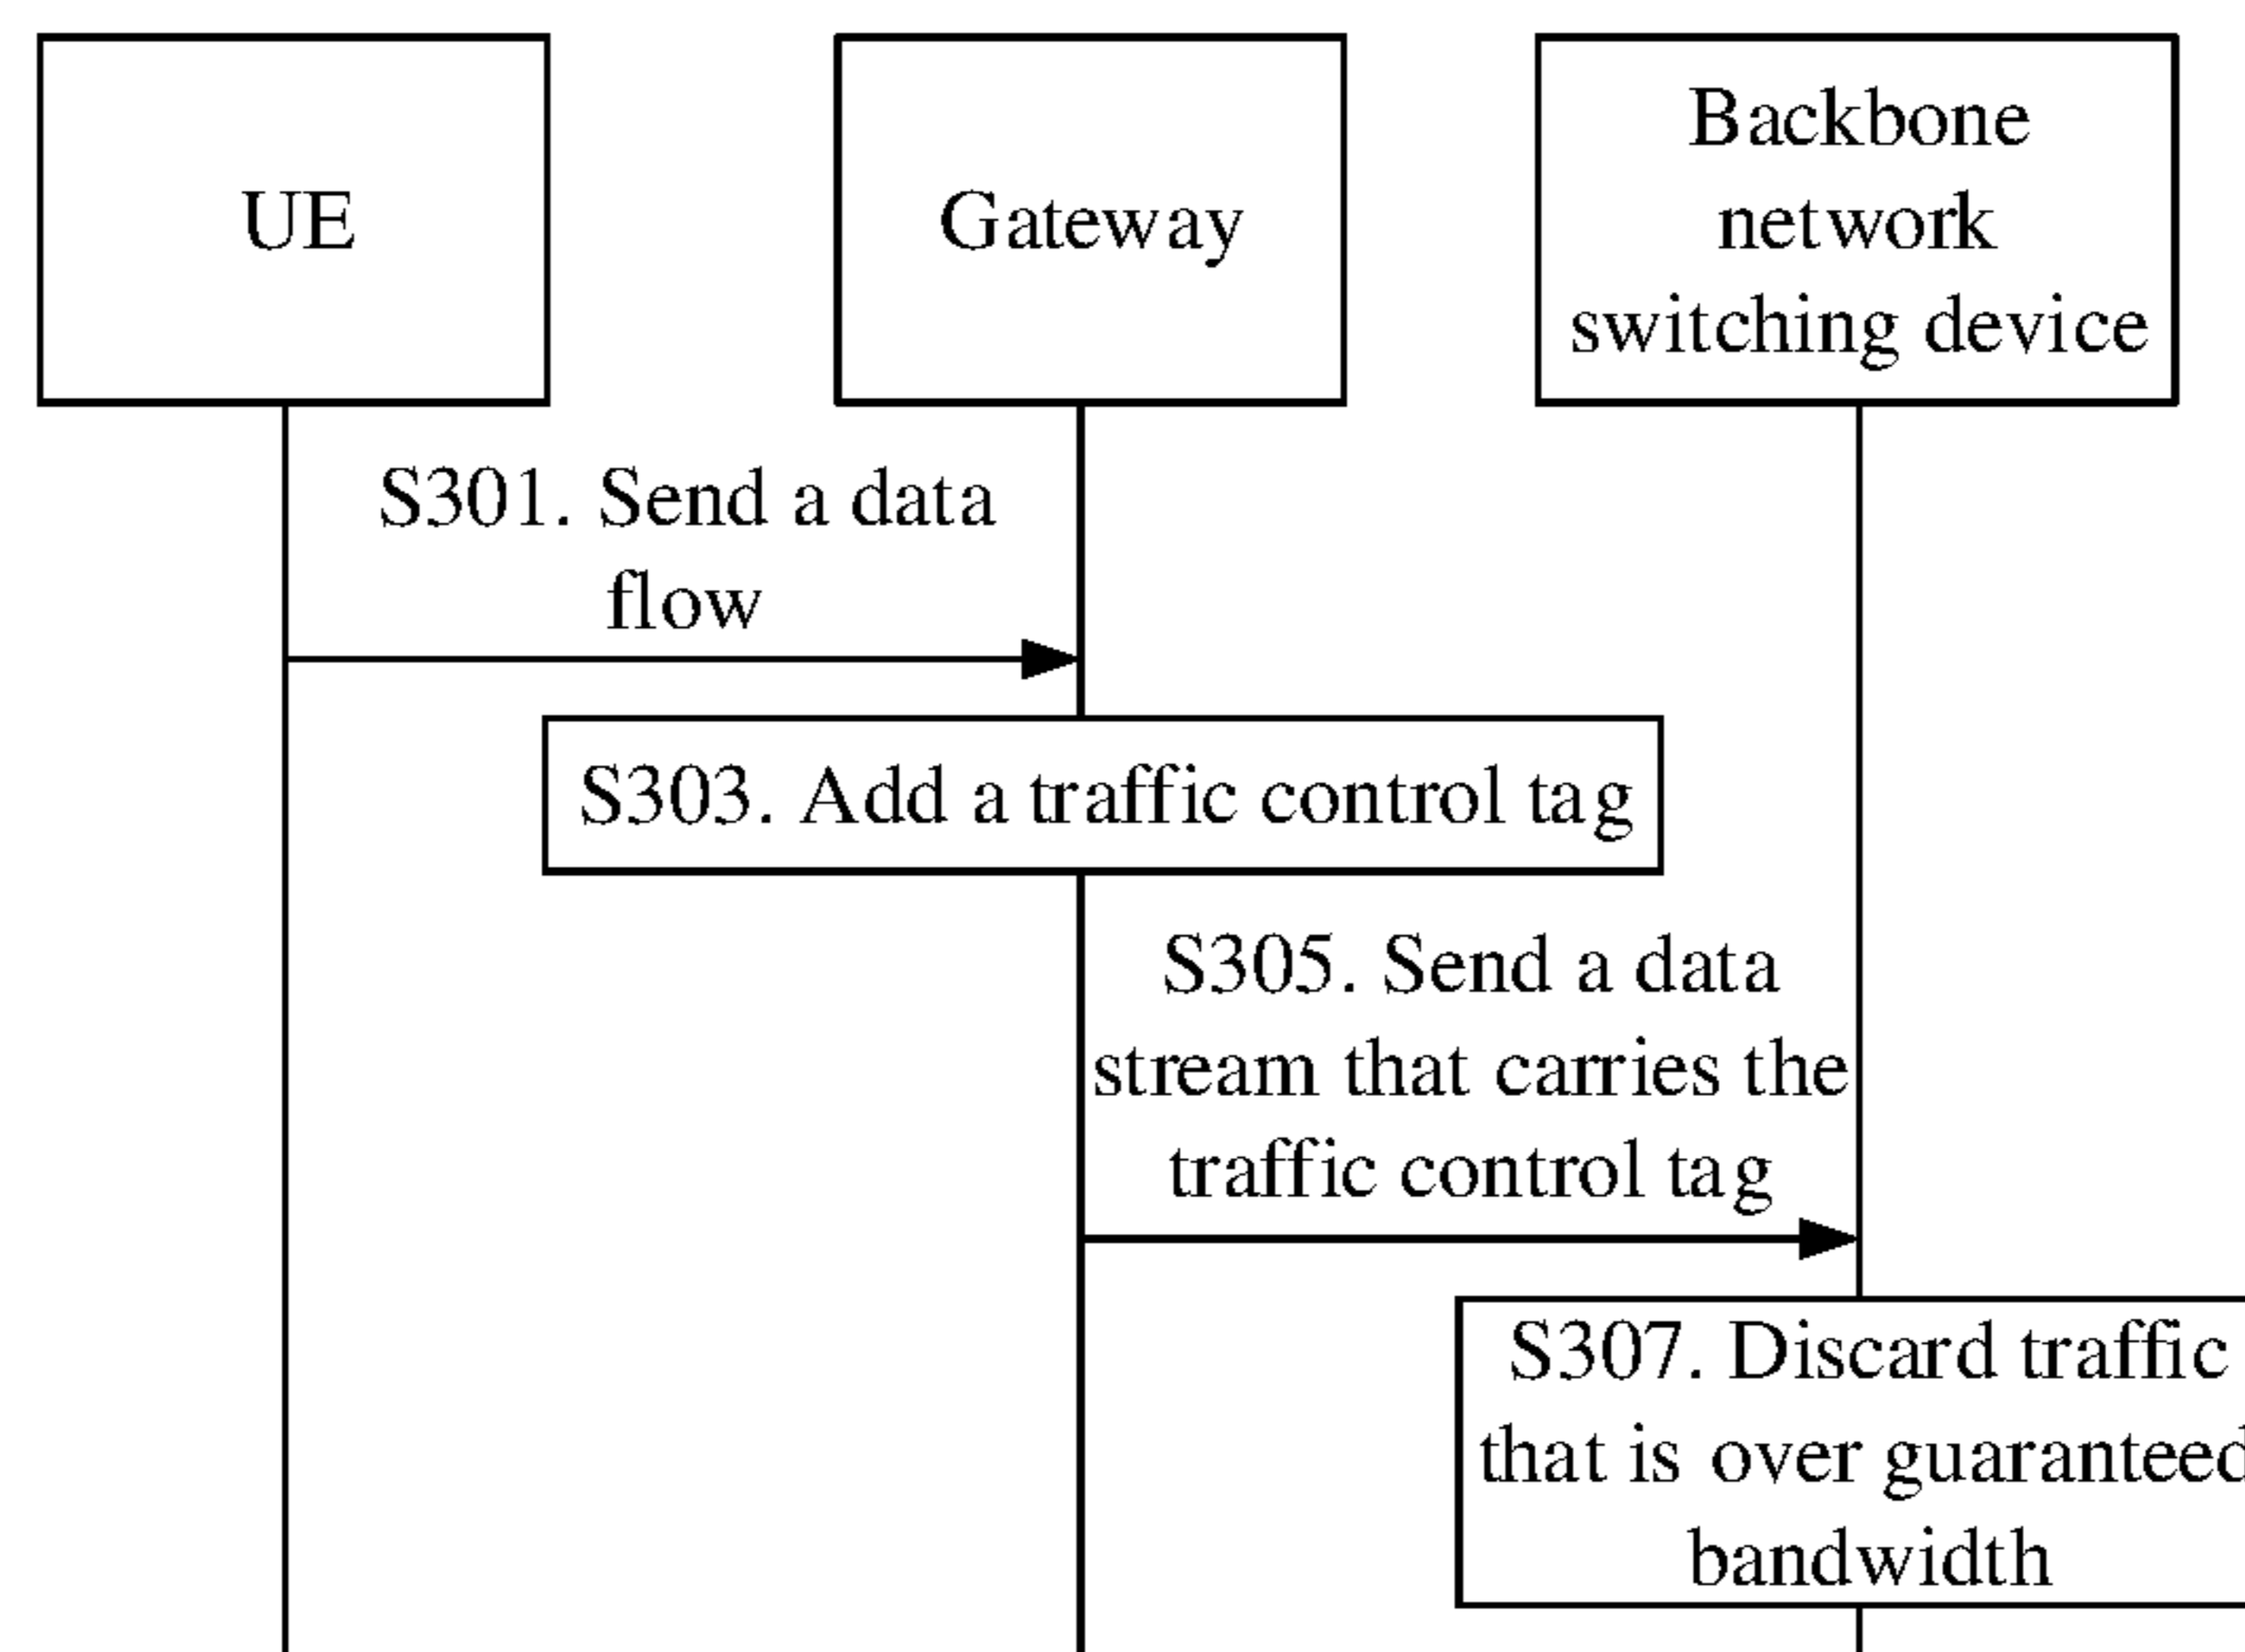 UE
Gateway
Backbone
network
switching device
S301. Send a data
flow
S303. Add a traffic control tag
S305. Send a data
stream that carries the
traffic control tag
S307. Discard traffic
that is over guaranteed
bandwidth